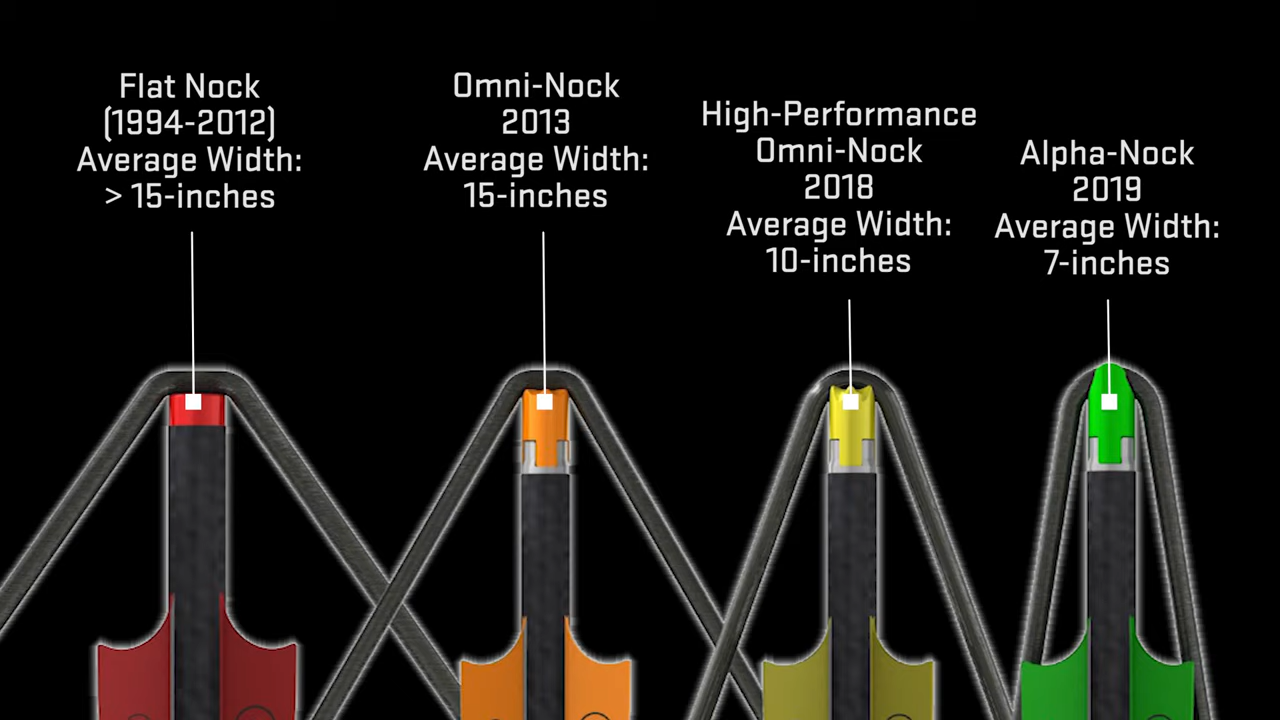 Flat Nock
(1994-2012)
Average Width:
> 15-inches
Omni-Nock
2013
Average Width:
15-inches
High-Performance
Omni-Nock
2018
Average Width:
10-inches
Alpha-Nock
2019
Average Width:
7-inches